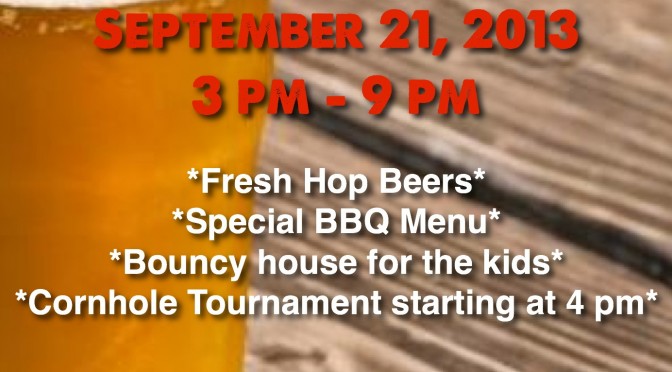 September 21, 2013
3 pm - 9 pm
*Fresh Hop Beers*
*Special BBQ Menu*
*Bouncy house for the kids*
*Cornhole Tournament starting at 4 pm*